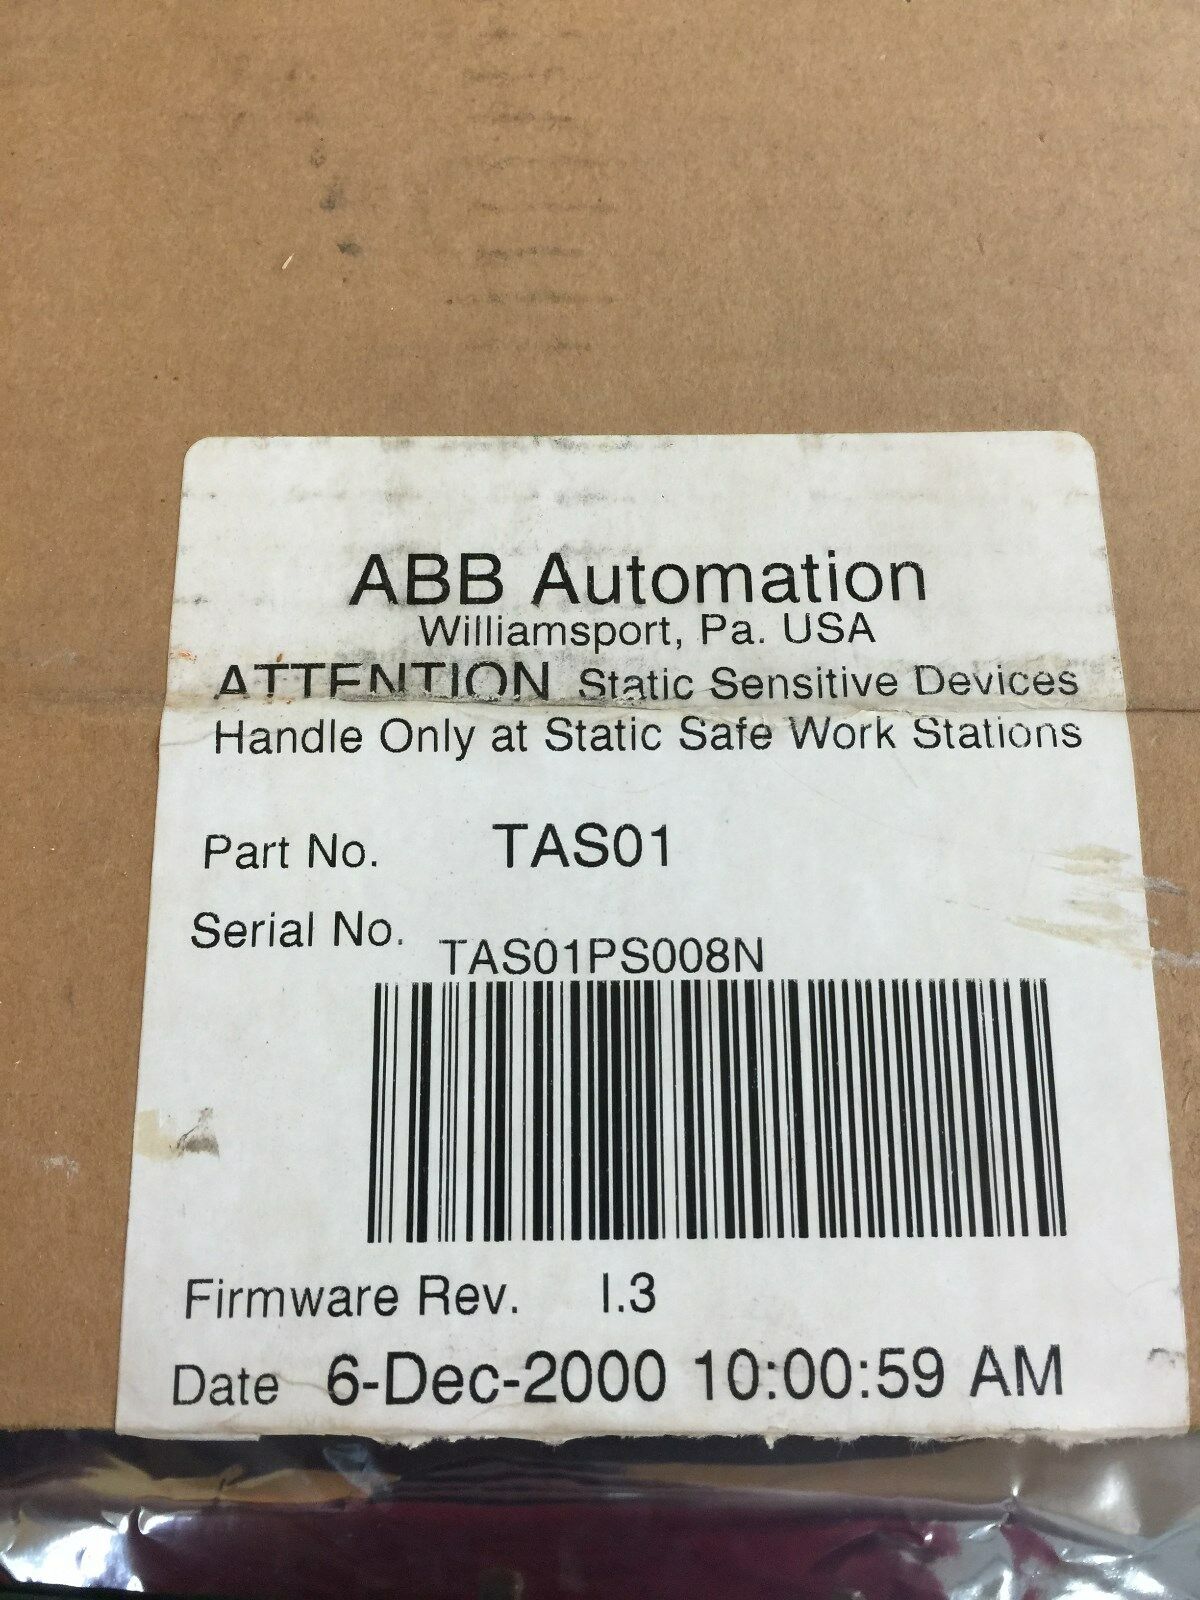 ABB Automation
Williamsport, Pa. USA
ATTENTION Static Sensitive Devices
Handle Only at Static Safe Work Stations
Part No. TAS01
Serial No. TAS01PS008N
Firmware Rev. I.3
Date 6-Dec-2000 10:00:59 AM